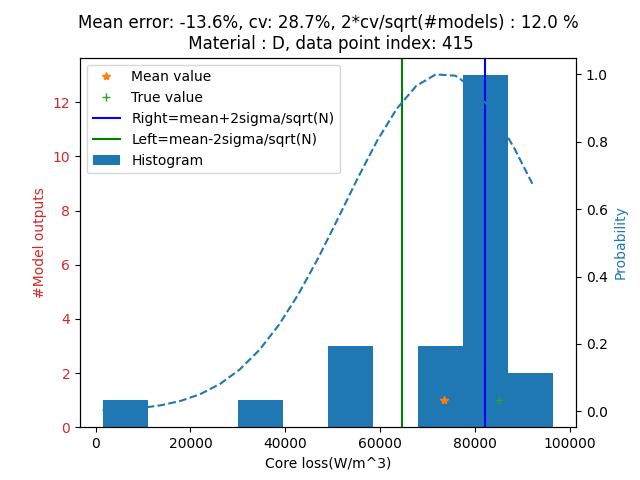 Mean error: -13.6%, cv: 28.7%, 2*cv/sqrt(#models) : 12.0 %
Material : D, data point index: 415
Mean value
True value
Right=mean+2sigma/sqrt(N)
Left=mean-2sigma/sqrt(N)
Histogram
#Model outputs
12
10
8
6
4
2
0
1.0
0.8
0.6
0.4
0.2
0.0
Probability
0 20000 40000 60000 80000 100000
Core loss(W/m^3)